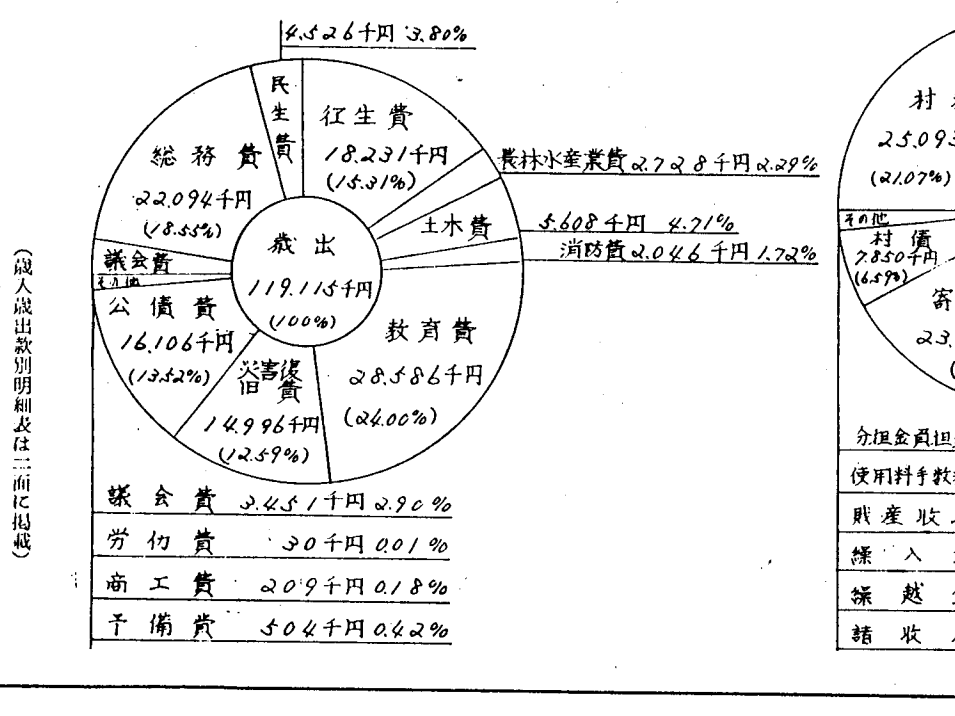 4.526千円 3.80%
民生費
衛生費
18.231千円
(15.31%)
総務費
22.094千円
(18.55%)
農林水産業費 2.728千円 2.29%
土木費 5.608千円 4.71%
消防費 2.046千円 1.72%
議会費
その他
歳出
119.115千円
(100%)
公債費
16.106千円
(13.52%)
災害復
旧費
14.996千円
(12.59%)
教育費
28.586千円
(24.00%)
議会費 3.451千円 2.90%
労仂費 30千円 0.01%
商工費 209千円 0.18%
予備費 504千円 0.42%
(歳入歳出款別明細表は二面に掲載)
村
25.093
(21.07%)
その他
村債
7.850千円
(6.59%)
寄
23.
分担金負担
使用料手数
財産収
繰入
繰越
諸収